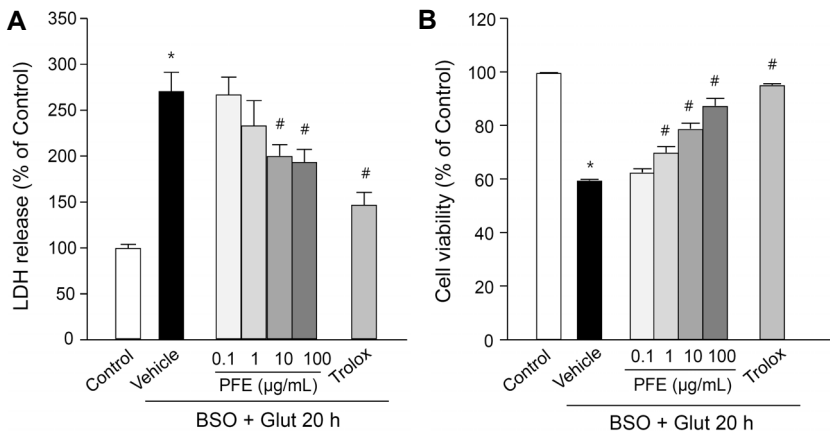 A
LDH release (% of Control)
350
300
250
200
150
100
50
0
*
#
#
#
Control
Vehicle
0.1 1 10 100
Trolox
PFE (µg/mL)
BSO + Glut 20 h
B
Cell viability (% of Control)
120
100
80
60
40
20
0
*
#
#
#
#
Control
Vehicle
0.1 1 10 100
Trolox
PFE (µg/mL)
BSO + Glut 20 h